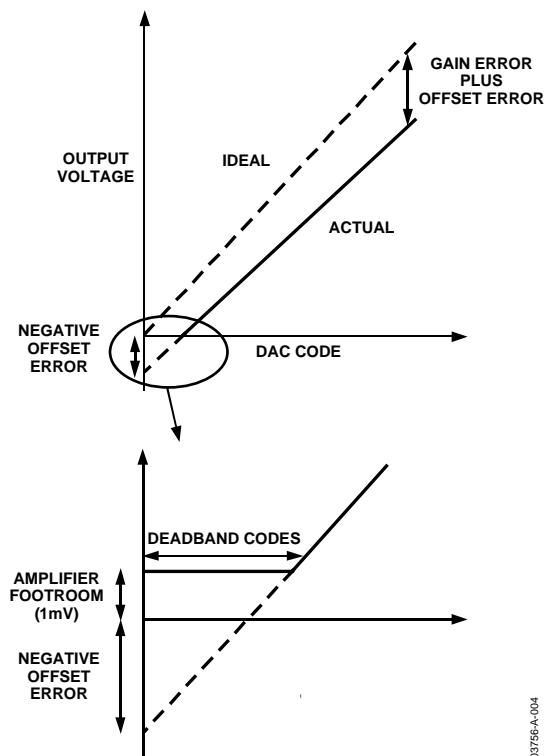 GAIN ERROR
PLUS
OFFSET ERROR
OUTPUT
VOLTAGE
IDEAL
ACTUAL
NEGATIVE
OFFSET
ERROR
DAC CODE
DEADBAND CODES
AMPLIFIER
FOOTROOM
(1mV)
NEGATIVE
OFFSET
ERROR
03756-A-004